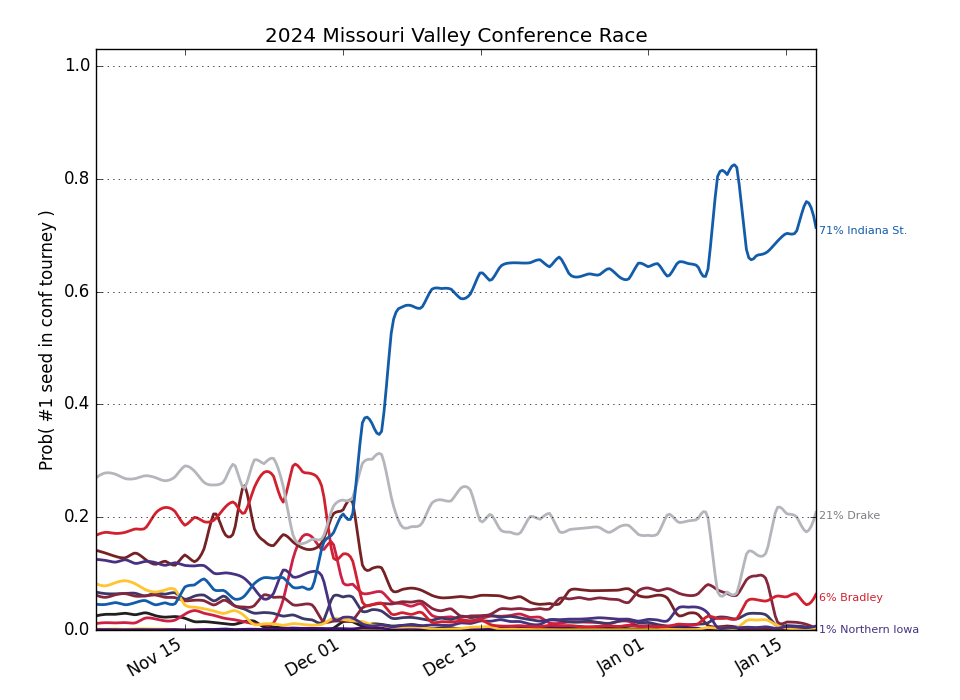 2024 Missouri Valley Conference Race
Prob( #1 seed in conf tourney )
1.0
0.8
0.6
0.4
0.2
0.0
71% Indiana St.
21% Drake
6% Bradley
1% Northern Iowa
Nov 15
Dec 01
Dec 15
Jan 01
Jan 15